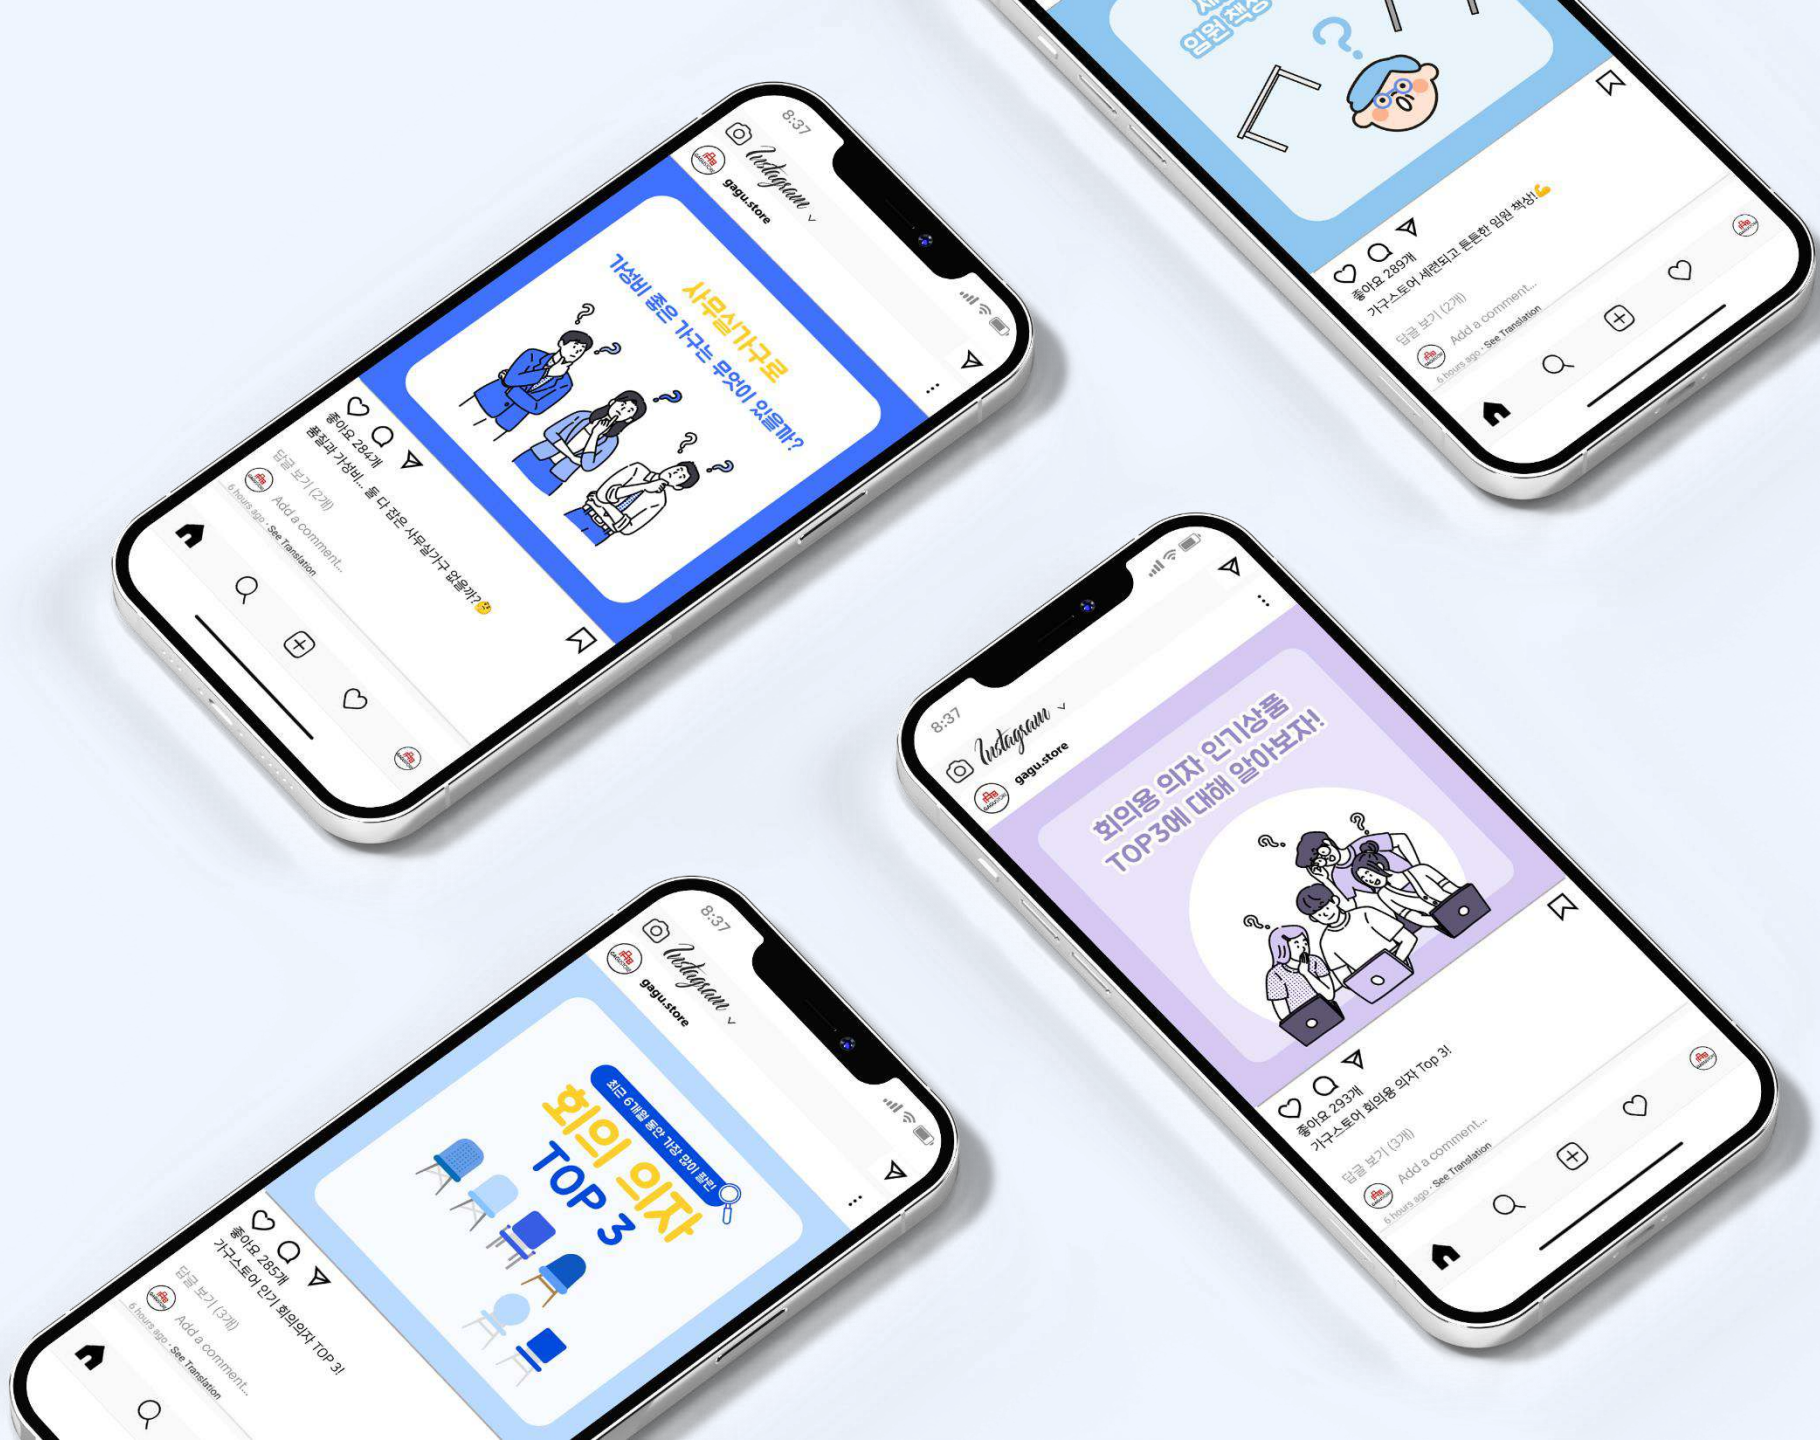 8:37
Instagram
gagu.store
사무실가구로
가성비 좋은 가구는 무엇이 있을까?
좋아요 284개
품질과 가성비... 둘 다 잡은 사무실가구 없을까?🤔
답글 보기 (2개)
Add a comment...
6 hours ago · See Translation
임원 책상
좋아요 289개
가구스토어 세련되고 튼튼한 임원 책상!💪
답글 보기 (2개)
Add a comment...
6 hours ago · See Translation
8:37
Instagram
gagu.store
회의용 의자 인기상품
TOP3에 대해 알아보자!
좋아요 293개
가구스토어 회의용 의자 Top 3!
답글 보기 (3개)
Add a comment...
6 hours ago · See Translation
8:37
Instagram
gagu.store
최근 6개월 동안 가장 많이 팔린
회의 의자
TOP 3
좋아요 285개
가구스토어 인기 회의의자 TOP 3!
답글 보기 (3개)
Add a comment...
6 hours ago · See Translation